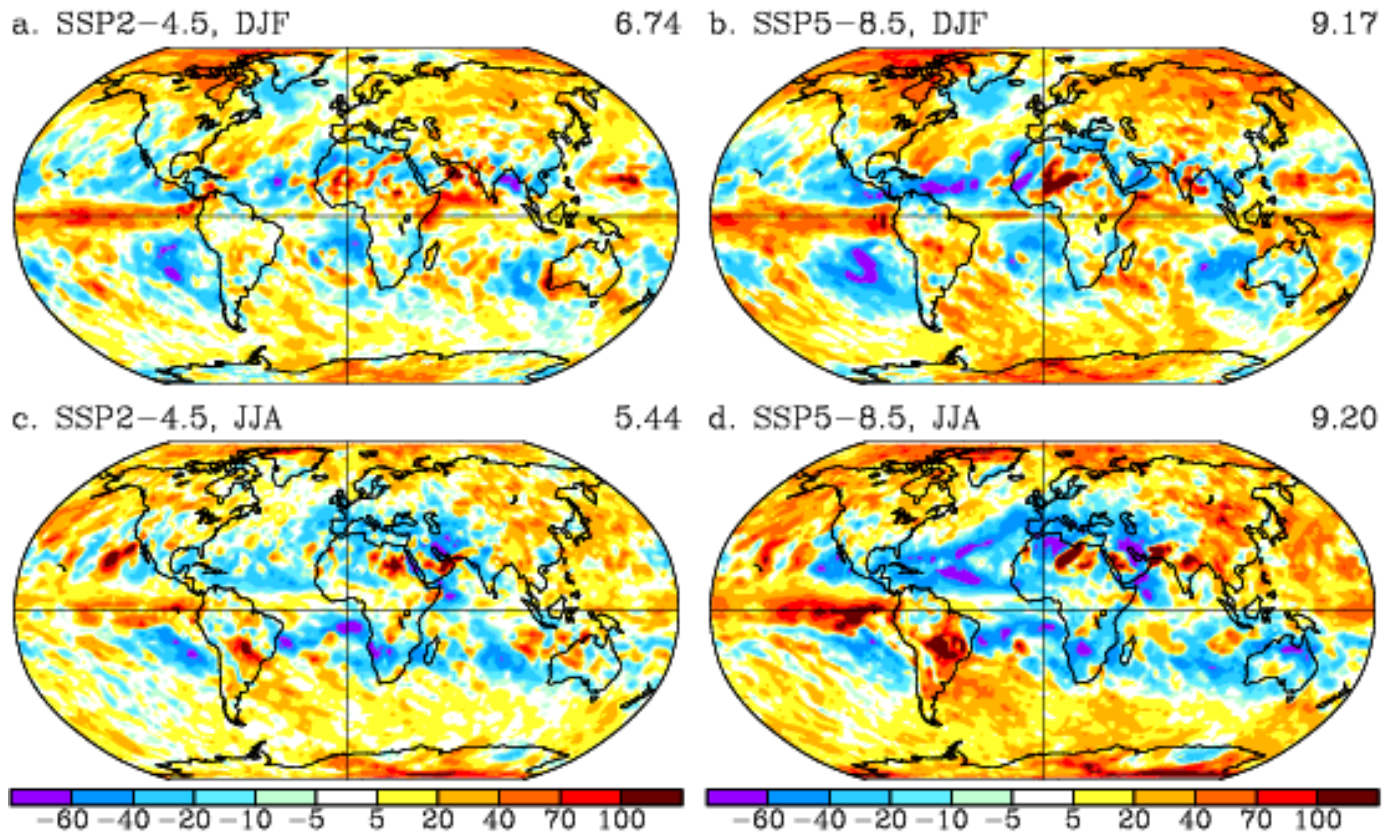 a. SSP2−4.5, DJF 6.74
b. SSP5−8.5, DJF 9.17
c. SSP2−4.5, JJA 5.44
d. SSP5−8.5, JJA 9.20
−60 −40 −20 −10 −5 5 20 40 70 100
−60 −40 −20 −10 −5 5 20 40 70 100